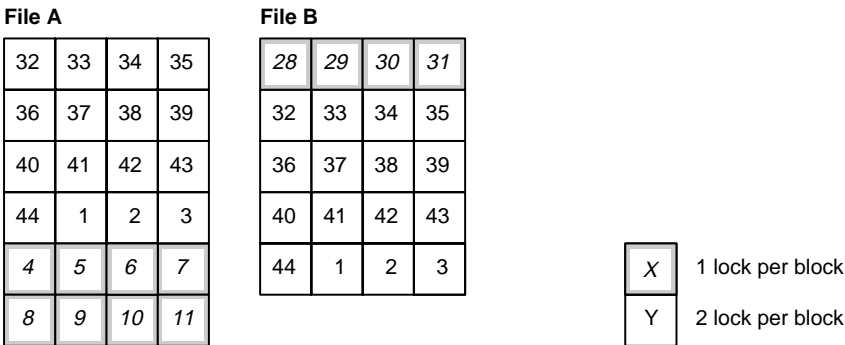 File A
32 33 34 35
36 37 38 39
40 41 42 43
44 1 2 3
4 5 6 7
8 9 10 11
File B
28 29 30 31
32 33 34 35
36 37 38 39
40 41 42 43
44 1 2 3
X 1 lock per block
Y 2 lock per block